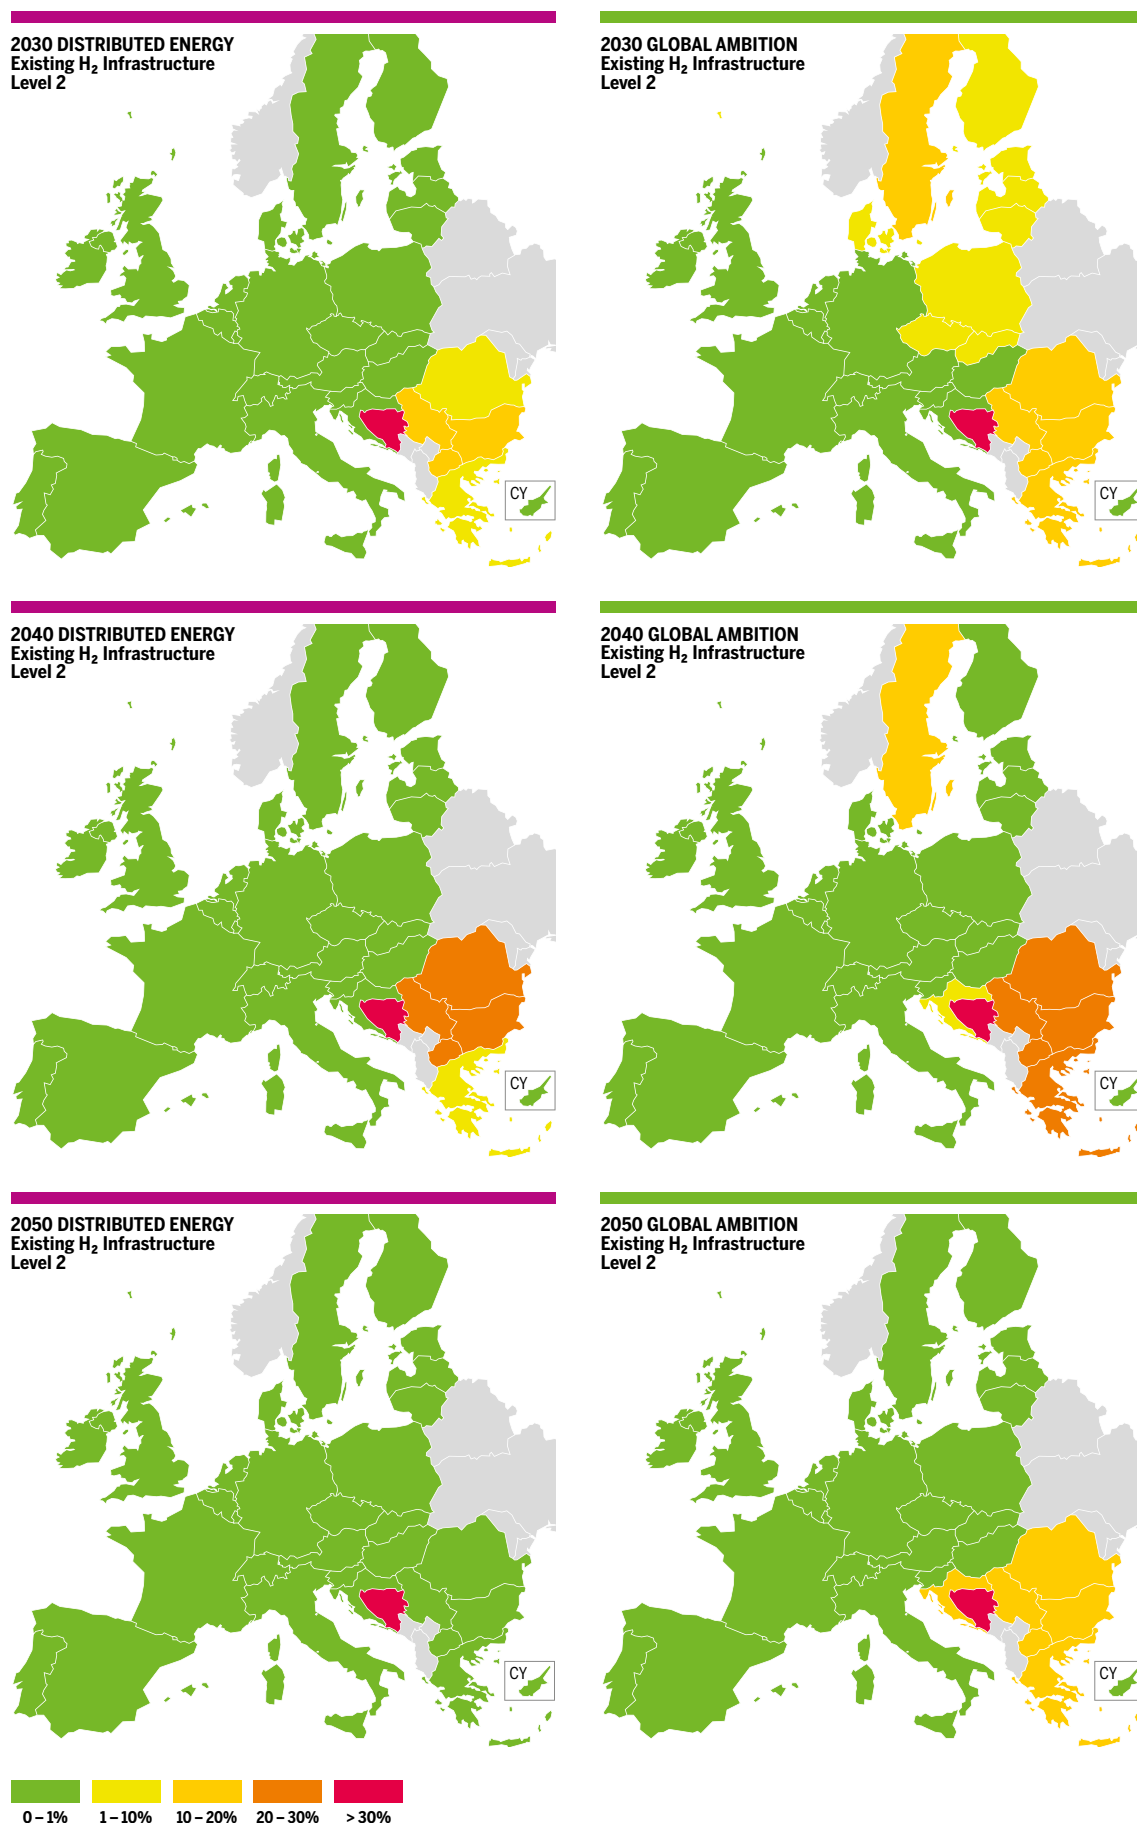 2030 DISTRIBUTED ENERGY
Existing H₂ Infrastructure
Level 2
CY
2030 GLOBAL AMBITION
Existing H₂ Infrastructure
Level 2
CY
2040 DISTRIBUTED ENERGY
Existing H₂ Infrastructure
Level 2
CY
2040 GLOBAL AMBITION
Existing H₂ Infrastructure
Level 2
CY
2050 DISTRIBUTED ENERGY
Existing H₂ Infrastructure
Level 2
CY
2050 GLOBAL AMBITION
Existing H₂ Infrastructure
Level 2
CY
0 – 1% 1 – 10% 10 – 20% 20 – 30% > 30%